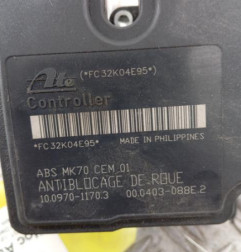 (*FC32K04E95*)
Ate
Controller
*FC32K04E95*
MADE IN PHILIPPINES
ABS MK70 CEM 01
ANTIBLOCAGE DE ROUE
10.0970-1170.3 00.0403-088E.2